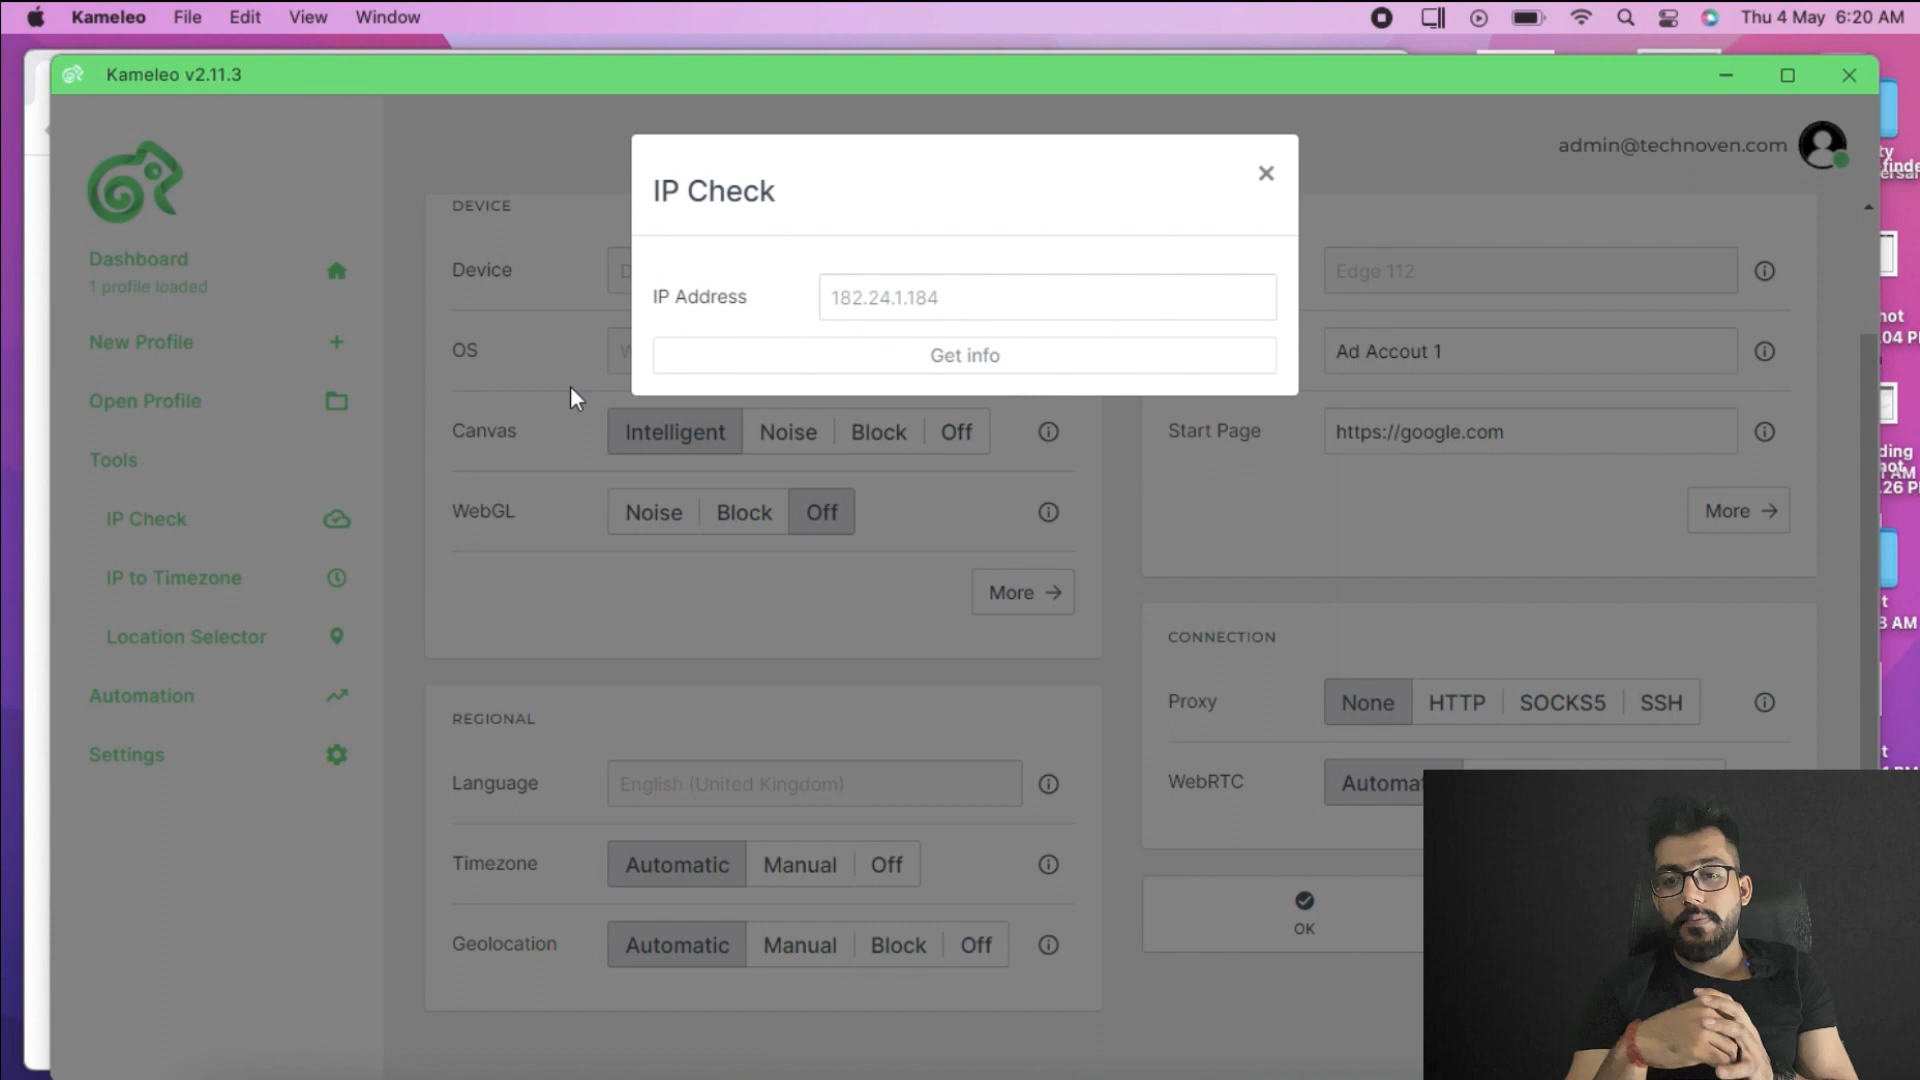 Kameleo File Edit View Window Thu 4 May 6:20 AM
Kameleo v2.11.3
admin@technoven.com
IP Check
IP Address 182.24.1.184
Get info
Dashboard
1 profile loaded
New Profile
Open Profile
Tools
IP Check
IP to Timezone
Location Selector
Automation
Settings
DEVICE
Device D
OS
Canvas Intelligent Noise Block Off
WebGL Noise Block Off
More
REGIONAL
Language English (United Kingdom)
Timezone Automatic Manual Off
Geolocation Automatic Manual Block Off
Edge 112
Ad Accout 1
Start Page https://google.com
More
CONNECTION
Proxy None HTTP SOCKS5 SSH
WebRTC Automa
OK